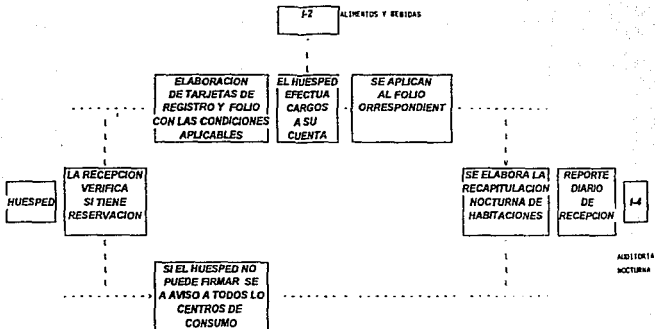 I-2
ALIMENTOS Y BEBIDAS
ELABORACION
DE TARJETAS DE
REGISTRO Y FOLIO
CON LAS CONDICIONES
APLICABLES
EL HUESPED
EFECTUA
CARGOS
A SU
CUENTA
SE APLICAN
AL FOLIO
ORRESPONDIENT
HUESPED
LA RECEPCION
VERIFICA
SI TIENE
RESERVACION
SE ELABORA LA
RECAPITULACION
NOCTURNA DE
HABITACIONES
REPORTE
DIARIO
DE
RECEPCION
I-4
AUDITORIA
NOCTURNA
SI EL HUESPED NO
PUEDE FIRMAR SE
A AVISO A TODOS LO
CENTROS DE
CONSUMO